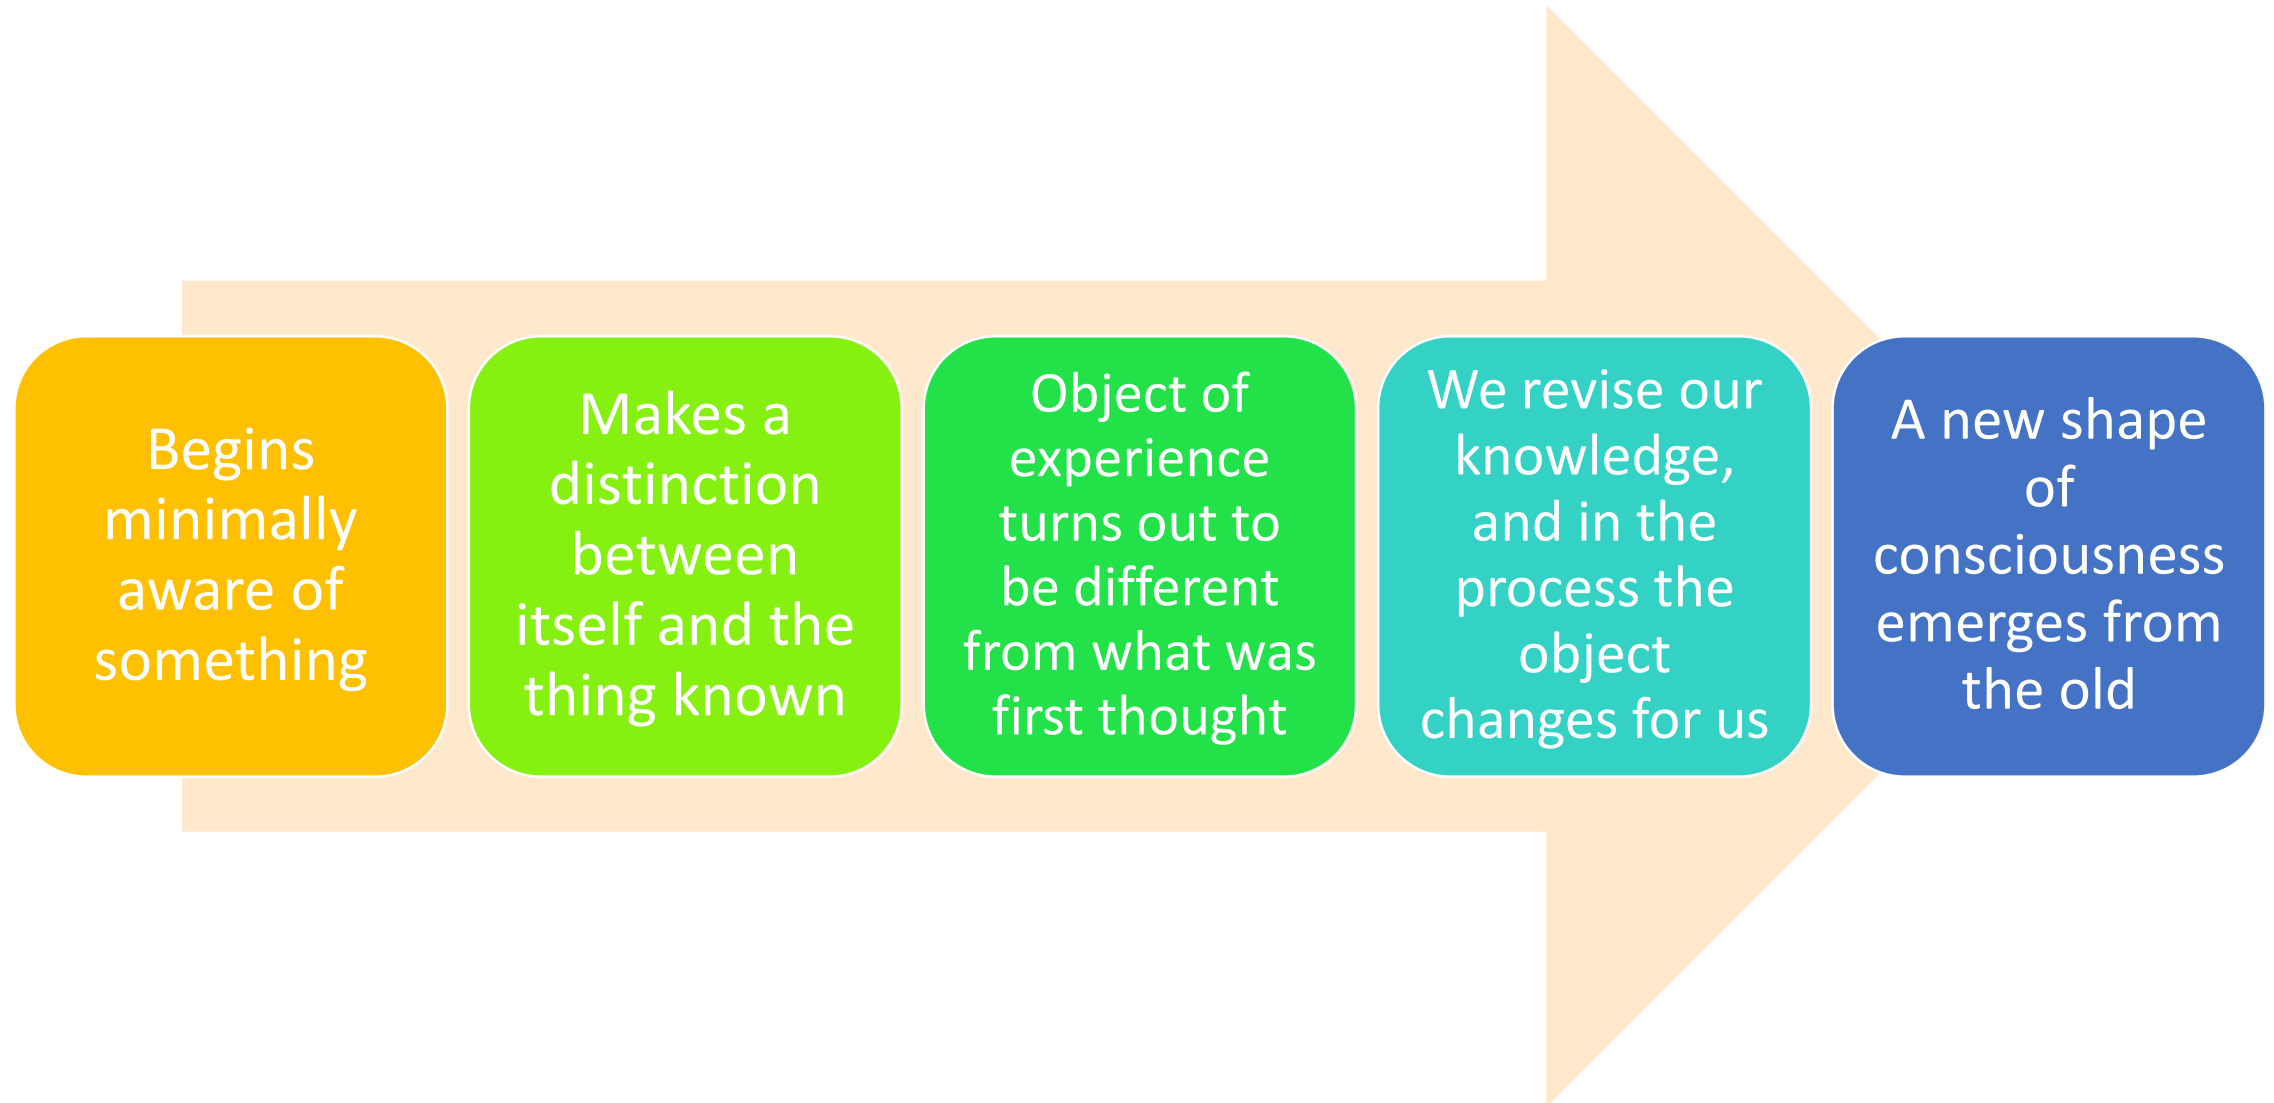 Begins
minimally
aware of
something
Makes a
distinction
between
itself and the
thing known
Object of
experience
turns out to
be different
from what was
first thought
We revise our
knowledge,
and in the
process the
object
changes for us
A new shape
of
consciousness
emerges from
the old